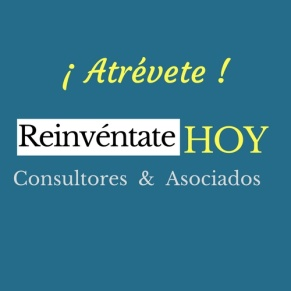 ¡ Atrévete !
Reinvéntate HOY
Consultores & Asociados